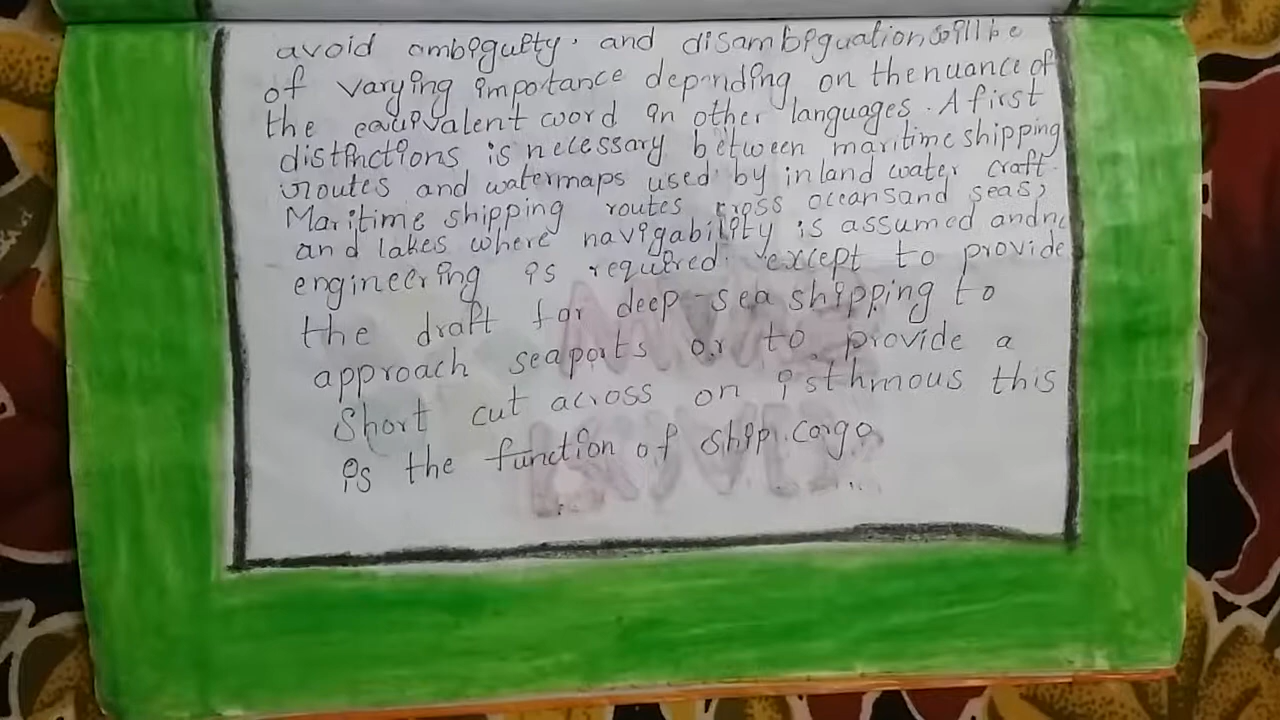 avoid ambiguity, and disambiguation will be
of varying importance depending on the nuance of
the equivalent word in other languages. A first
distinctions is necessary between maritime shipping
routes and watermaps used by inland water craft.
Maritime shipping routes cross oceans and seas,
and lakes where navigability is assumed and no
engineering is required. except to provide
the draft for deep-sea shipping to
approach seaports or to provide a
Short cut across on isthmous this
is the function of ship.cargo